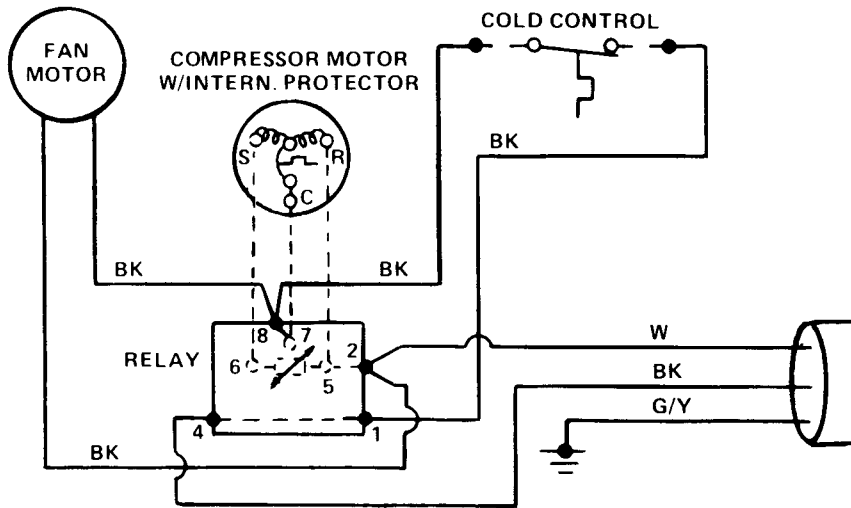 COLD CONTROL
FAN
MOTOR
COMPRESSOR MOTOR
W/INTERN. PROTECTOR
S
R
C
BK
BK
BK
8
7
RELAY
6
5
2
W
BK
G/Y
4
1
BK